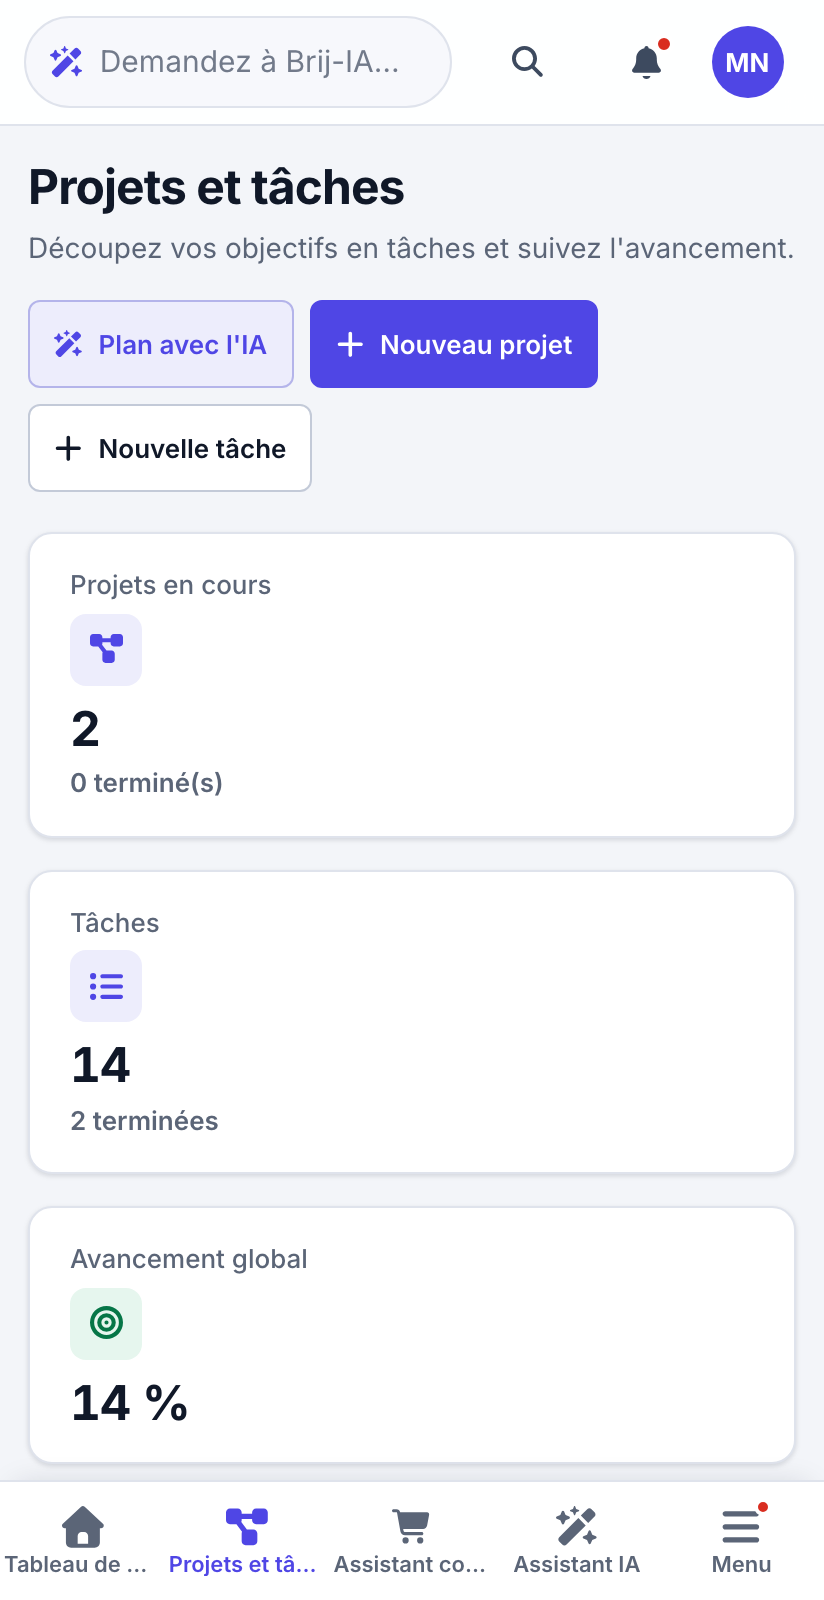 Demandez à Brij-IA...
MN
Projets et tâches
Découpez vos objectifs en tâches et suivez l'avancement.
Plan avec l'IA
Nouveau projet
Nouvelle tâche
Projets en cours
2
0 terminé(s)
Tâches
14
2 terminées
Avancement global
14 %
Tableau de ...
Projets et tâ...
Assistant co...
Assistant IA
Menu